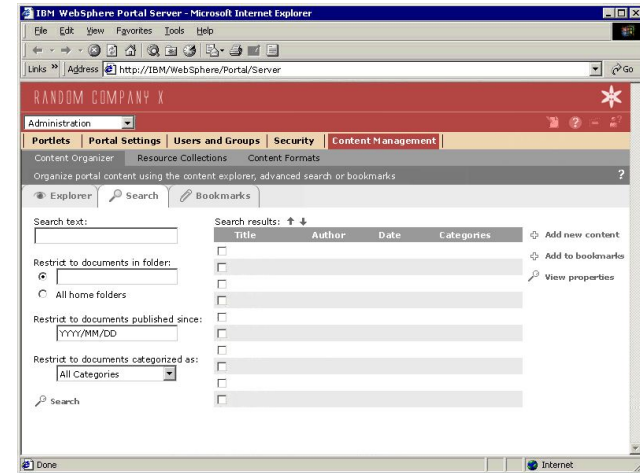 IBM WebSphere Portal Server - Microsoft Internet Explorer
File Edit View Favorites Tools Help
Links » Address http://IBM/WebSphere/Portal/Server Go
RANDOM COMPANY X
Administration
Portlets Portal Settings Users and Groups Security Content Management
Content Organizer Resource Collections Content Formats
Organize portal content using the content explorer, advanced search or bookmarks ?
Explorer Search Bookmarks
Search text: Search results:
Title Author Date Categories
Add new content
Add to bookmarks
Restrict to documents in folder:
View properties
All home folders
Restrict to documents published since:
YYYY/MM/DD
Restrict to documents categorized as:
All Categories
Search
Done Internet